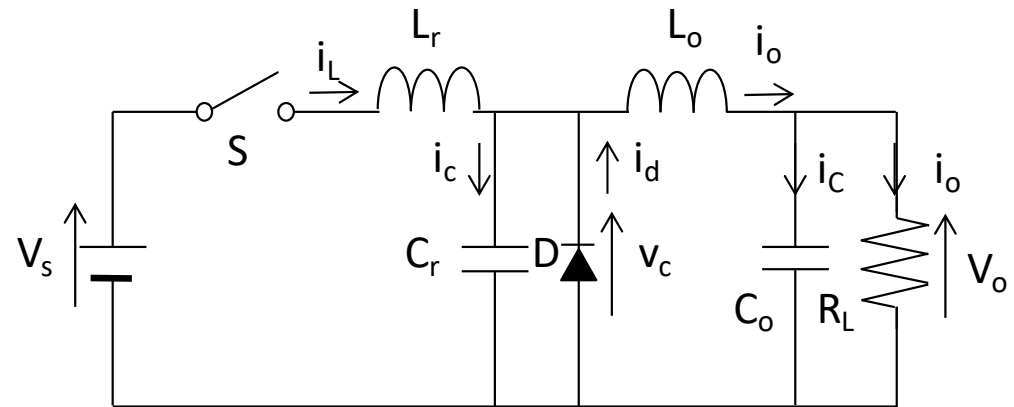 L_r
L_o
i_o
i_L
S
i_c
i_d
i_C
i_o
V_s
C_r
D
v_c
C_o
R_L
V_o